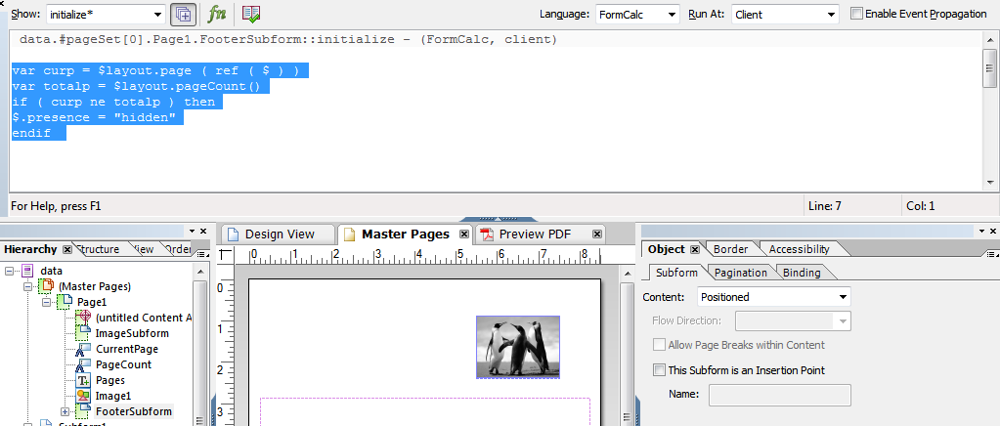 Show: initialize* Language: FormCalc Run At: Client Enable Event Propagation
data.#pageSet[0].Page1.FooterSubform::initialize - (FormCalc, client)
var curp = $layout.page ( ref ( $ ) )
var totalp = $layout.pageCount()
if ( curp ne totalp ) then
$.presence = "hidden"
endif
For Help, press F1 Line: 7 Col: 1
Hierarchy Structure iew Order
data
(Master Pages)
Page1
(untitled Content A
ImageSubform
CurrentPage
PageCount
Pages
Image1
FooterSubform
Subform1
Design View Master Pages Preview PDF
0 1 2 3 4 5 6 7 8
0
1
2
3
Object Border Accessibility
Subform Pagination Binding
Content: Positioned
Flow Direction:
Allow Page Breaks within Content
This Subform is an Insertion Point
Name: